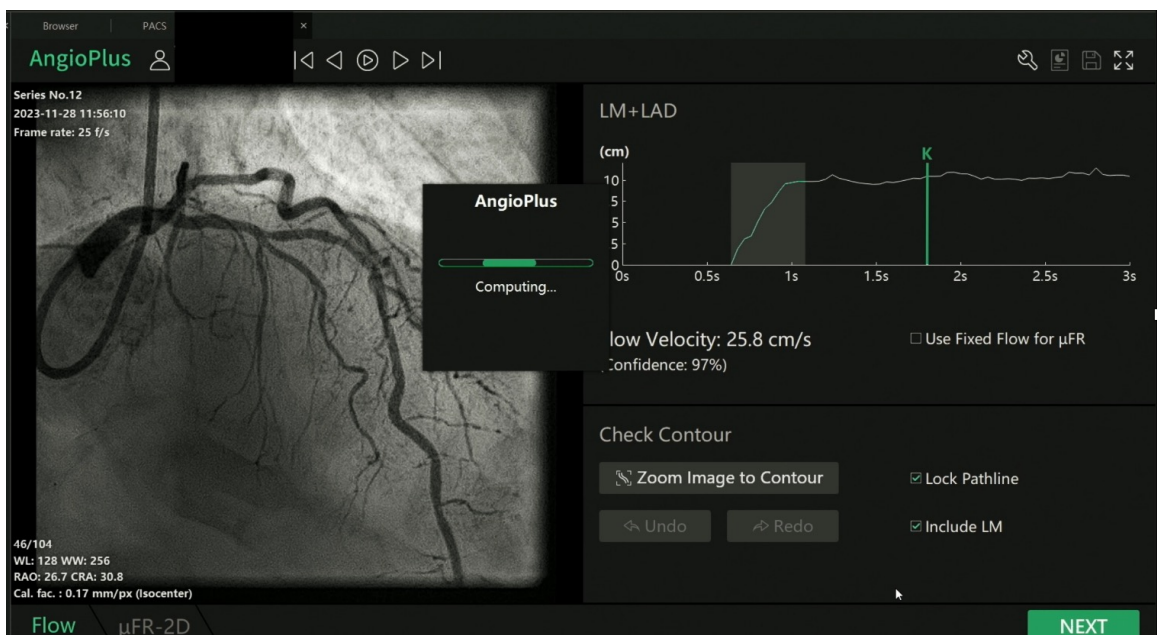 Browser PACS ×
AngioPlus
Series No.12
2023-11-28 11:56:10
Frame rate: 25 f/s
46/104
WL: 128 WW: 256
RAO: 26.7 CRA: 30.8
Cal. fac. : 0.17 mm/px (Isocenter)
AngioPlus
Computing...
LM+LAD
(cm)
K
10
5
5
5
0
0s 0.5s 1s 1.5s 2s 2.5s 3s
low Velocity: 25.8 cm/s
Confidence: 97%)
Use Fixed Flow for μFR
Check Contour
Zoom Image to Contour
Lock Pathline
Undo Redo
Include LM
Flow μFR-2D
NEXT